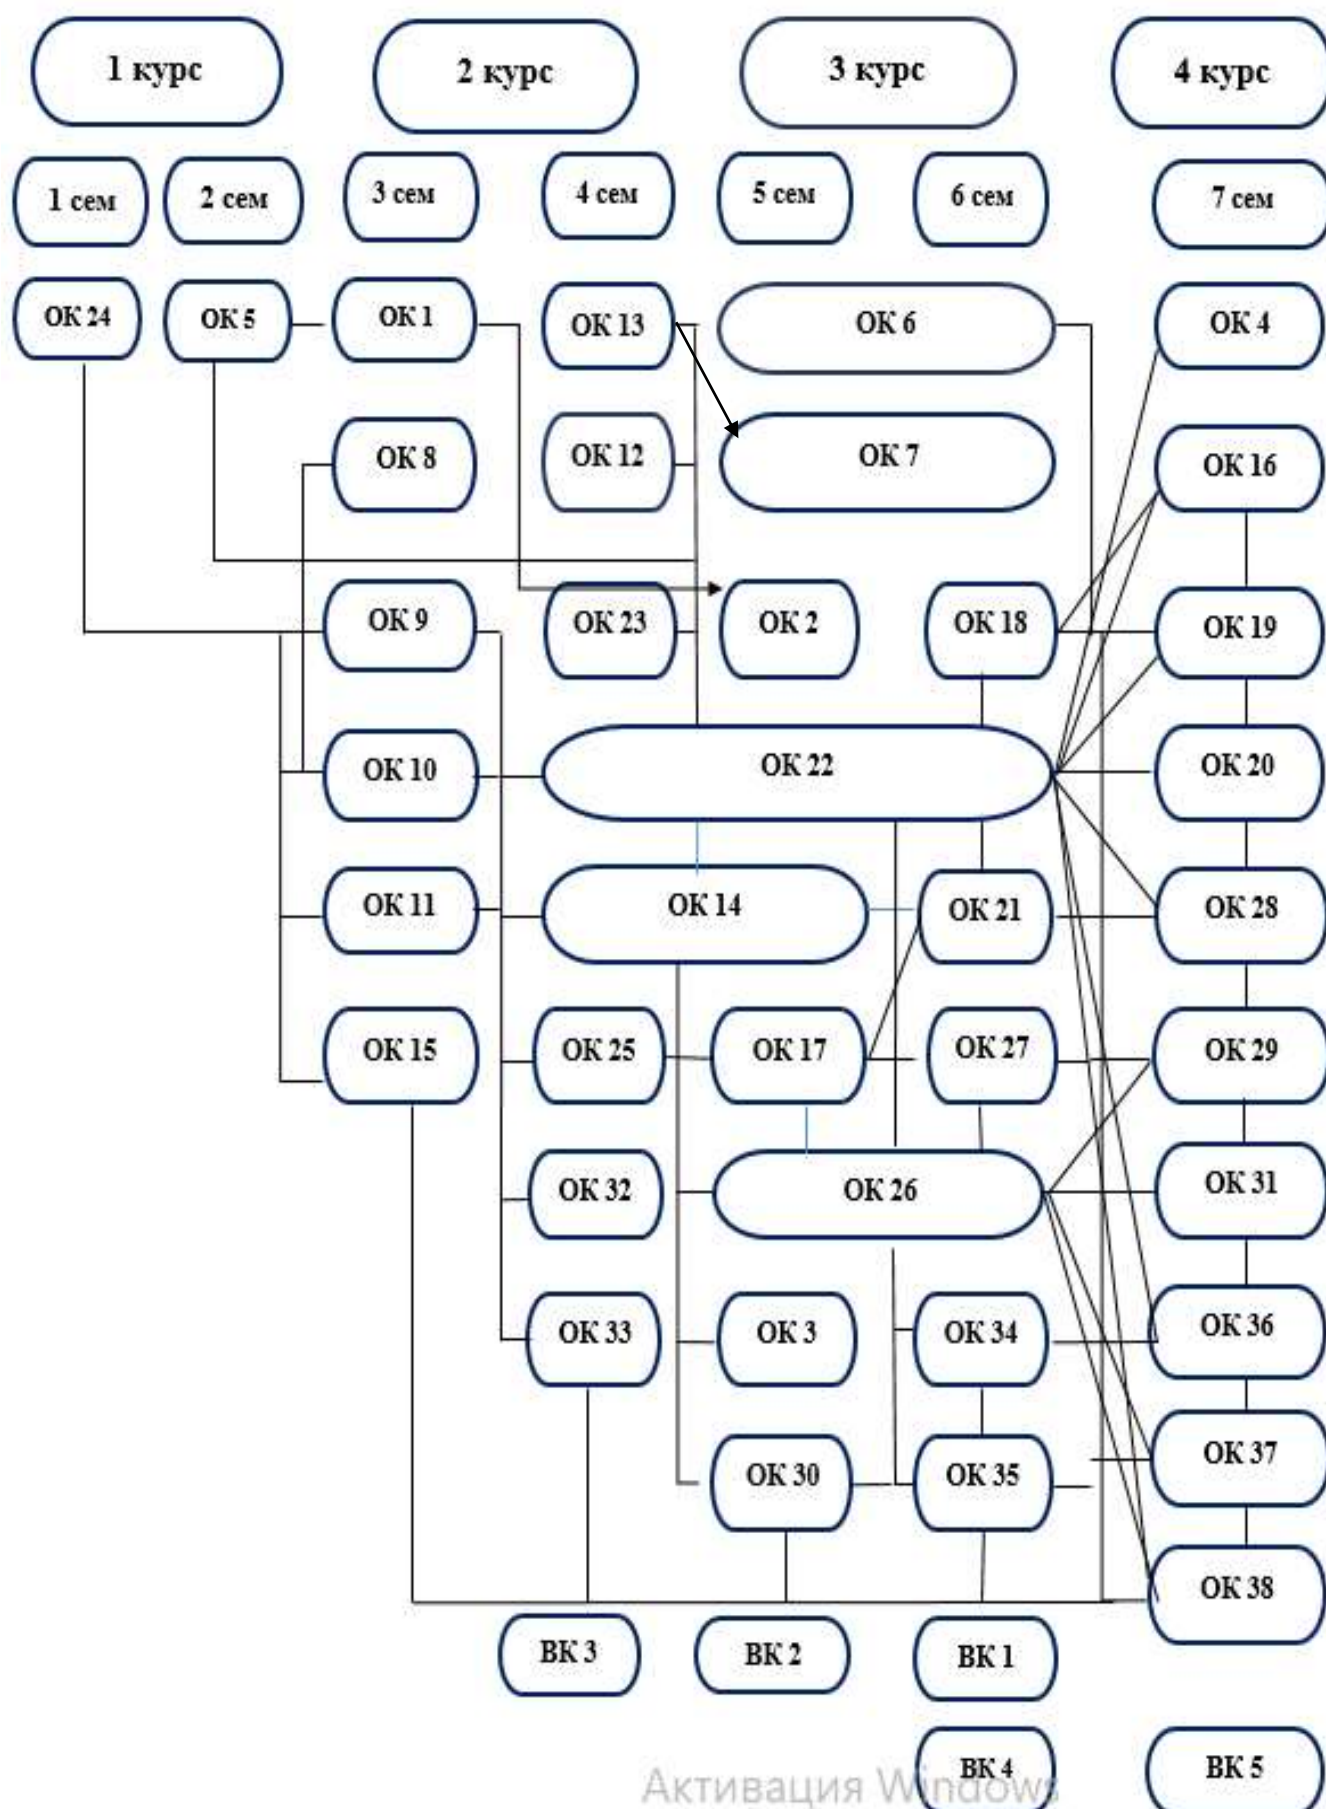 1 курс
2 курс
3 курс
4 курс
1 сем
2 сем
3 сем
4 сем
5 сем
6 сем
7 сем
ОК 24
ОК 5
ОК 1
ОК 13
ОК 6
ОК 4
ОК 8
ОК 12
ОК 7
ОК 16
ОК 9
ОК 23
ОК 2
ОК 18
ОК 19
ОК 10
ОК 22
ОК 20
ОК 11
ОК 14
ОК 21
ОК 28
ОК 15
ОК 25
ОК 17
ОК 27
ОК 29
ОК 32
ОК 26
ОК 31
ОК 33
ОК 3
ОК 34
ОК 36
ОК 30
ОК 35
ОК 37
ОК 38
ВК 3
ВК 2
ВК 1
ВК 4
ВК 5
Активация Windows